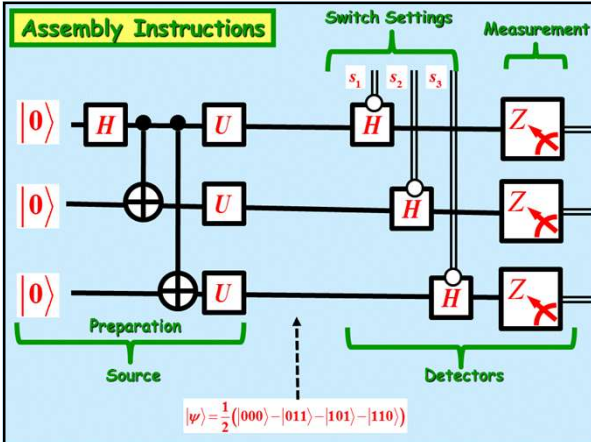 Assembly Instructions
Switch Settings
Measurement
s₁ s₂ s₃
|0⟩ H U H Z
|0⟩ U H Z
|0⟩ U H Z
Preparation
Source
Detectors
|ψ⟩=1/2(|000⟩−|011⟩−|101⟩−|110⟩)